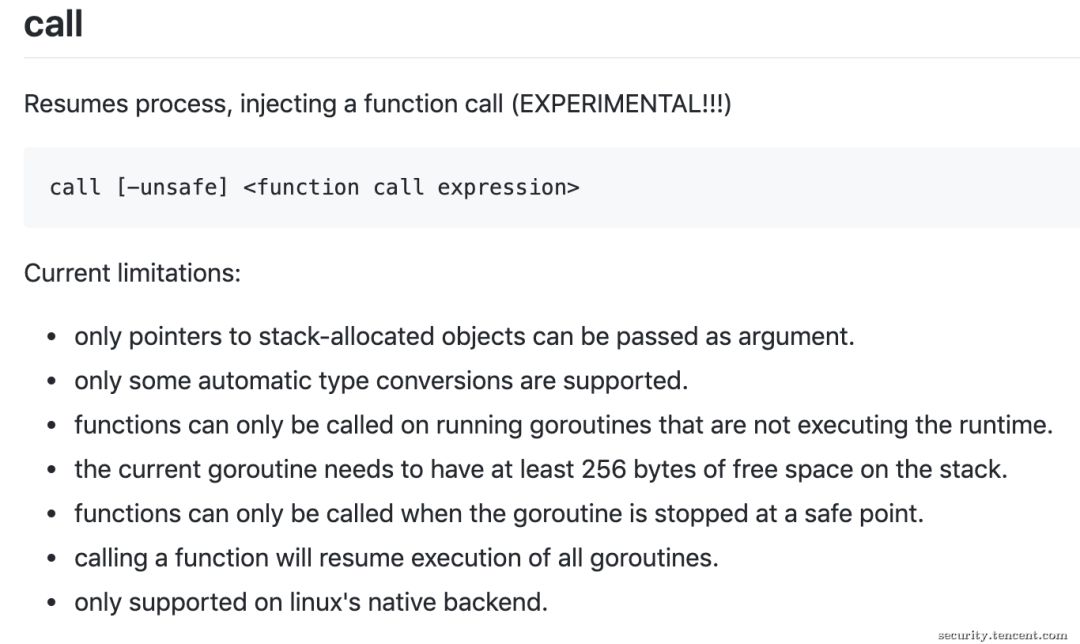 call
Resumes process, injecting a function call (EXPERIMENTAL!!!)
call [-unsafe] <function call expression>
Current limitations:
• only pointers to stack-allocated objects can be passed as argument.
• only some automatic type conversions are supported.
• functions can only be called on running goroutines that are not executing the runtime.
• the current goroutine needs to have at least 256 bytes of free space on the stack.
• functions can only be called when the goroutine is stopped at a safe point.
• calling a function will resume execution of all goroutines.
• only supported on linux's native backend.
security.tencent.com